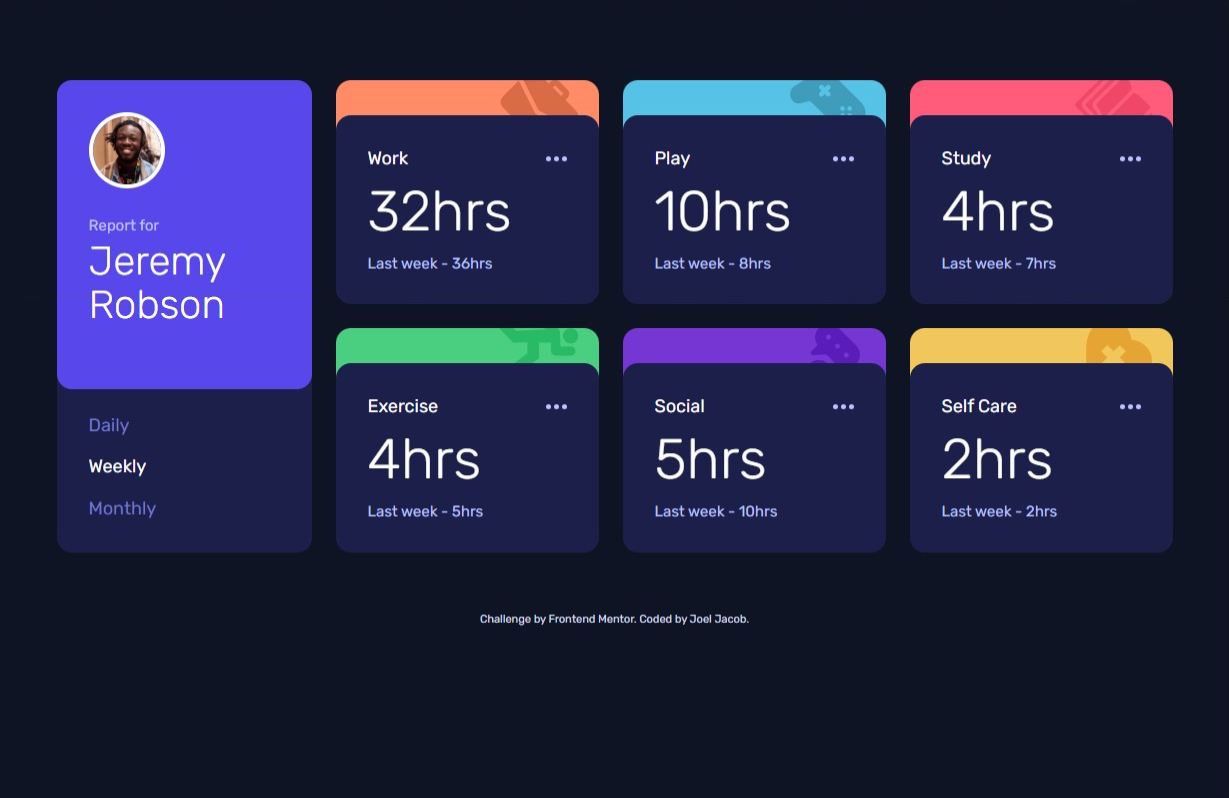 Report for
Jeremy
Robson
Daily
Weekly
Monthly
Work
32hrs
Last week - 36hrs
Play
10hrs
Last week - 8hrs
Study
4hrs
Last week - 7hrs
Exercise
4hrs
Last week - 5hrs
Social
5hrs
Last week - 10hrs
Self Care
2hrs
Last week - 2hrs
Challenge by Frontend Mentor. Coded by Joel Jacob.